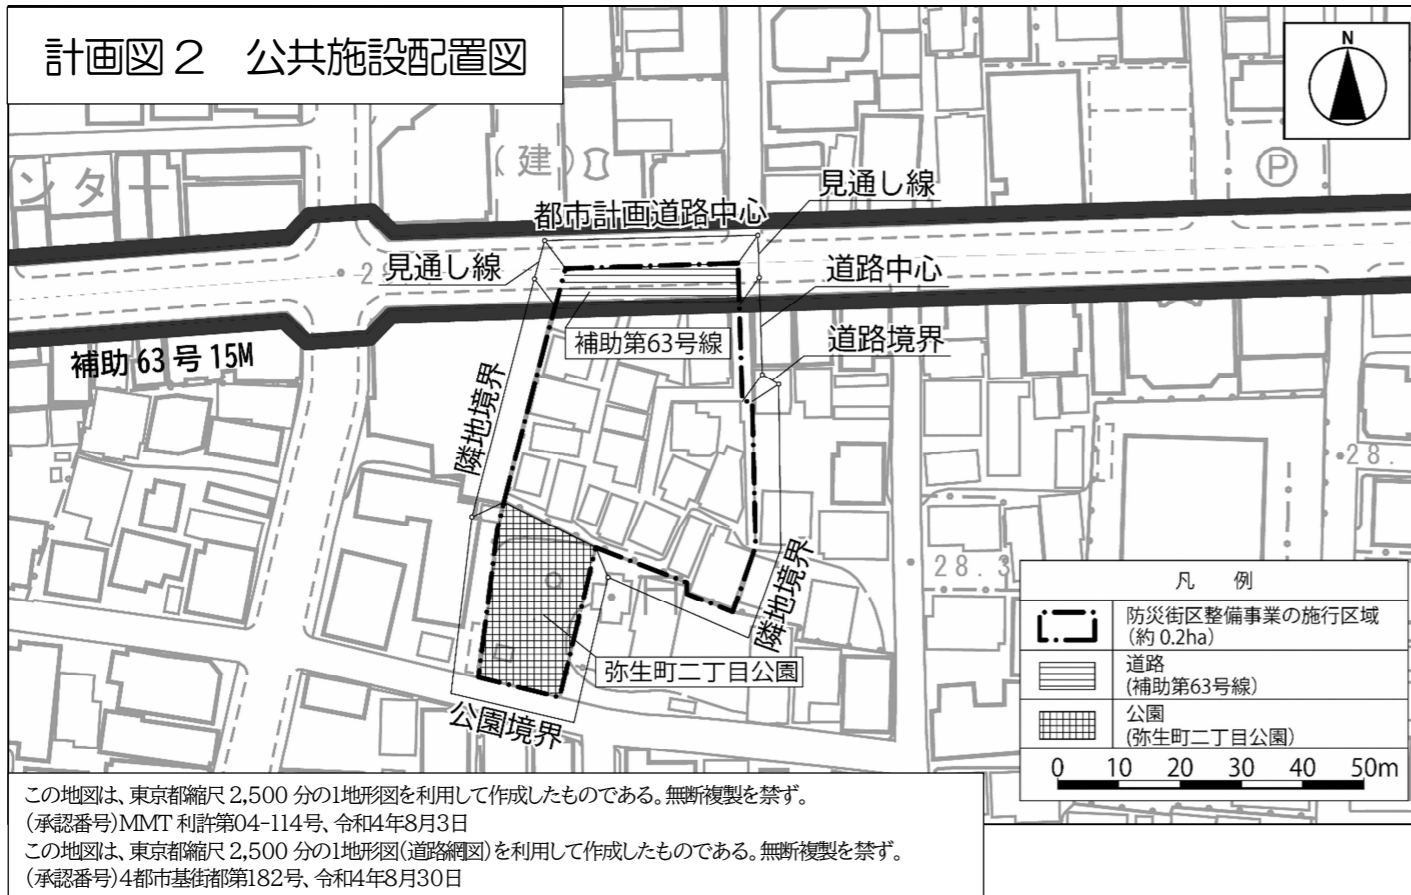 計画図２　公共施設配置図
N
ンター
(建)
P
見通し線
都市計画道路中心
見通し線
道路中心
補助第63号線
道路境界
補助 63 号 15M
隣地境界
28.
28.3
隣地境界
弥生町二丁目公園
公園境界
凡　例
防災街区整備事業の施行区域
(約 0.2ha)
道路
(補助第63号線)
公園
(弥生町二丁目公園)
0 10 20 30 40 50m
この地図は、東京都縮尺 2,500 分の1地形図を利用して作成したものである。無断複製を禁ず。
(承認番号)MMT 利許第04-114号、令和4年8月3日
この地図は、東京都縮尺 2,500 分の1地形図(道路網図)を利用して作成したものである。無断複製を禁ず。
(承認番号)4都市基街都第182号、令和4年8月30日